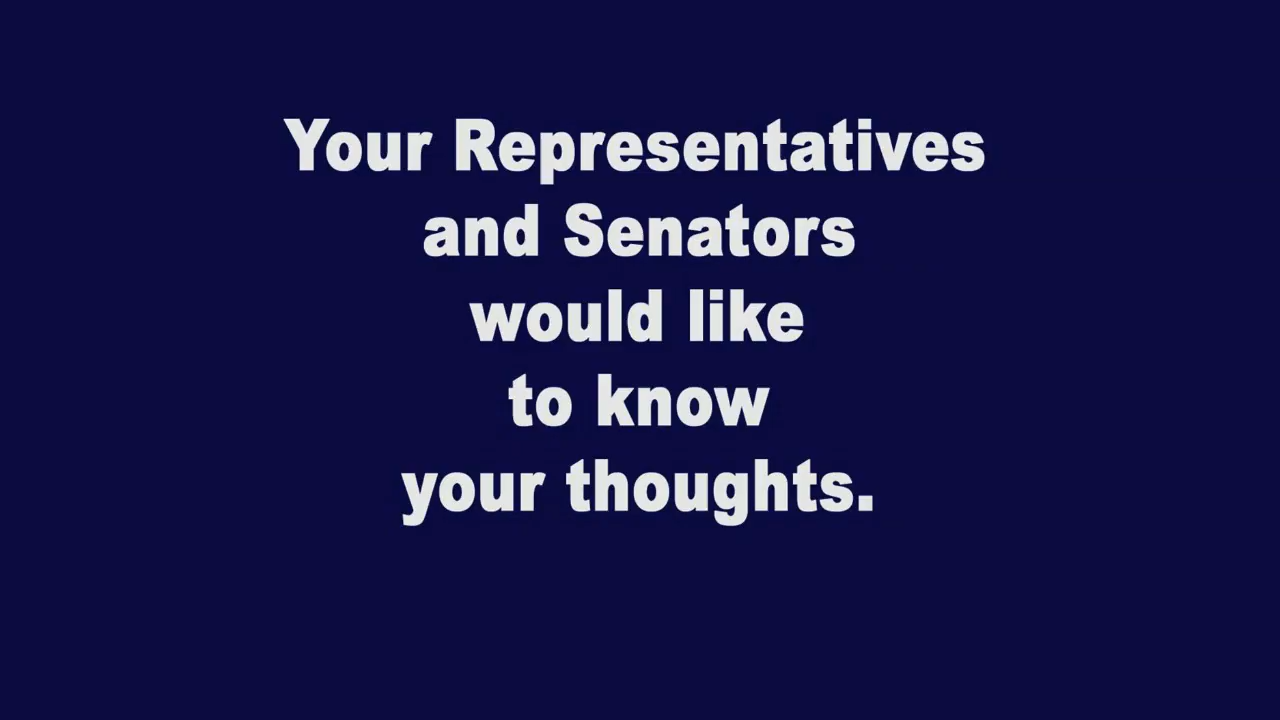 Your Representatives
and Senators
would like
to know
your thoughts.